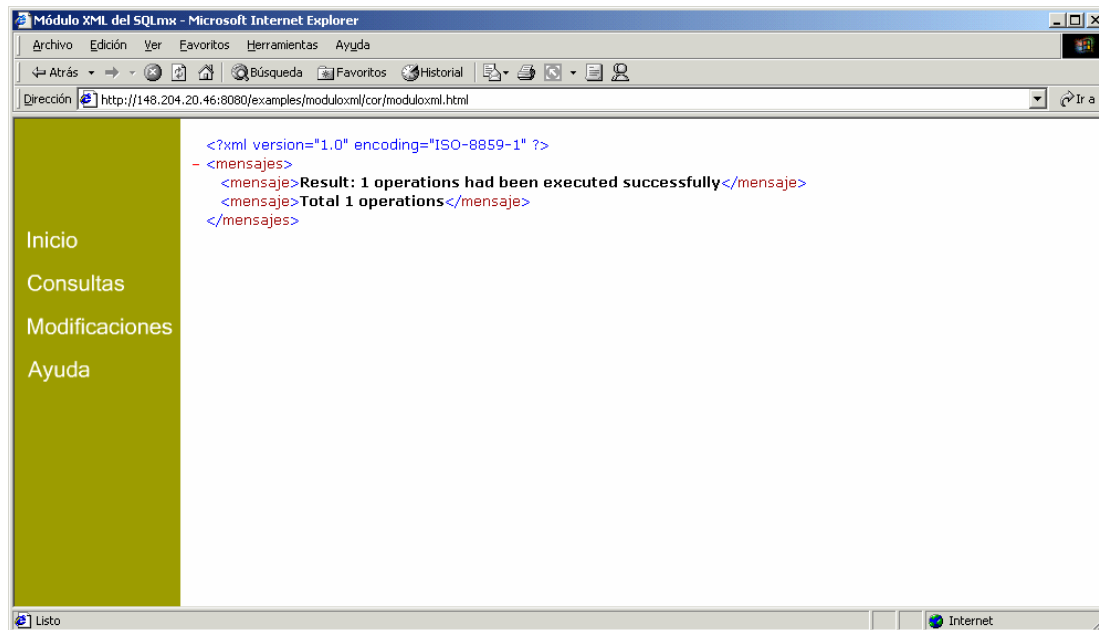 Módulo XML del SQLmx - Microsoft Internet Explorer
Archivo Edición Ver Favoritos Herramientas Ayuda
Atrás Búsqueda Favoritos Historial
Dirección http://148.204.20.46:8080/examples/moduloxml/cor/moduloxml.html Ir a
<?xml version="1.0" encoding="ISO-8859-1" ?>
- <mensajes>
<mensaje>Result: 1 operations had been executed successfully</mensaje>
<mensaje>Total 1 operations</mensaje>
</mensajes>
Inicio
Consultas
Modificaciones
Ayuda
Listo Internet